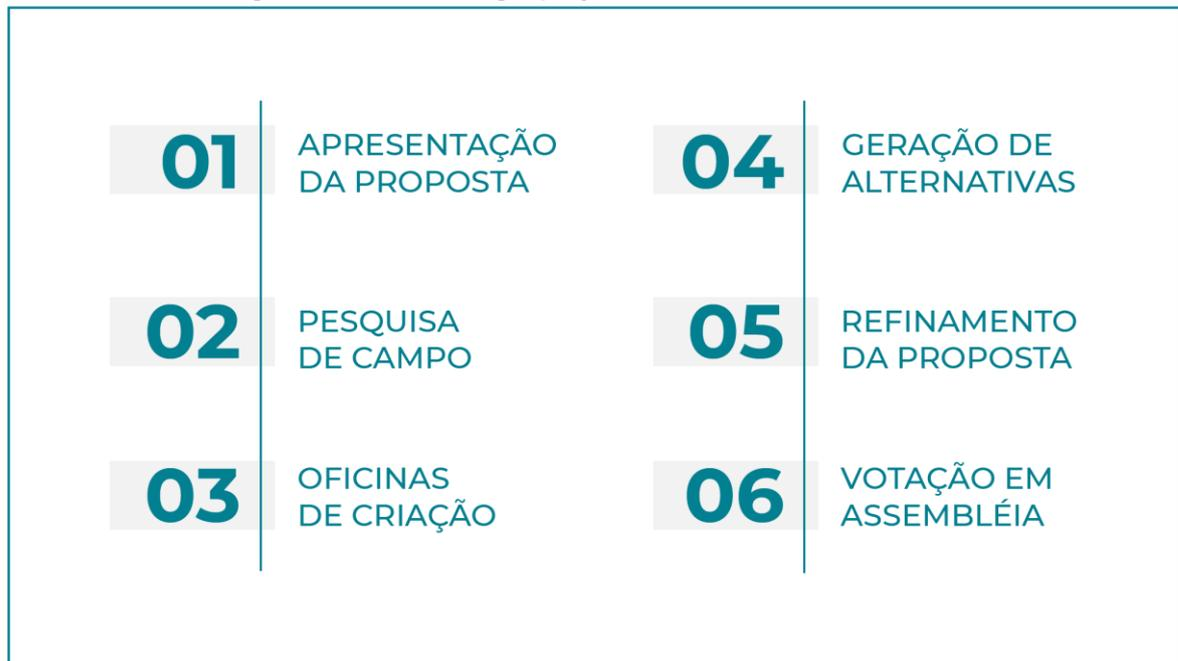 01
APRESENTAÇÃO
DA PROPOSTA
02
PESQUISA
DE CAMPO
03
OFICINAS
DE CRIAÇÃO
04
GERAÇÃO DE
ALTERNATIVAS
05
REFINAMENTO
DA PROPOSTA
06
VOTAÇÃO EM
ASSEMBLÉIA